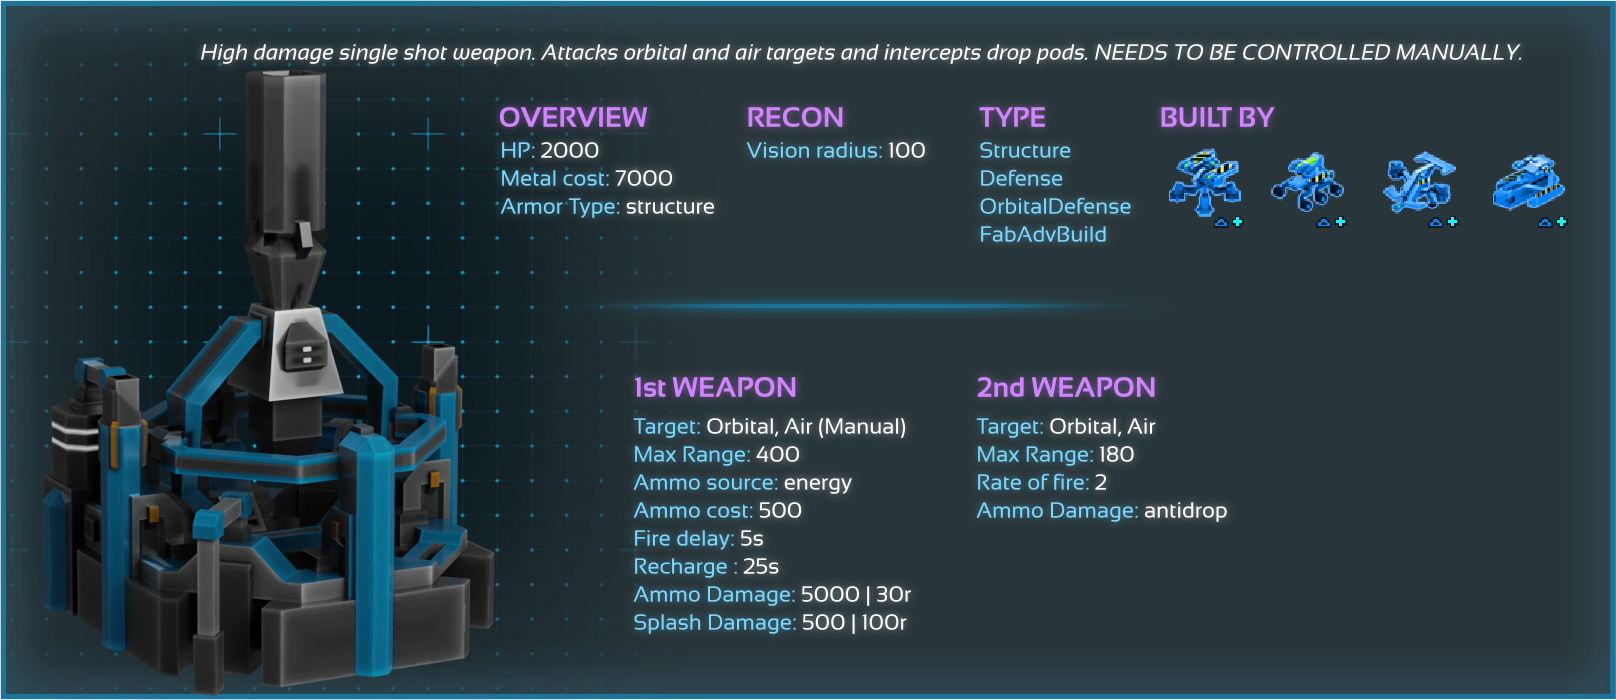 High damage single shot weapon. Attacks orbital and air targets and intercepts drop pods. NEEDS TO BE CONTROLLED MANUALLY.
OVERVIEW
HP: 2000
Metal cost: 7000
Armor Type: structure
RECON
Vision radius: 100
TYPE
Structure
Defense
OrbitalDefense
FabAdvBuild
BUILT BY
1st WEAPON
Target: Orbital, Air (Manual)
Max Range: 400
Ammo source: energy
Ammo cost: 500
Fire delay: 5s
Recharge : 25s
Ammo Damage: 5000 | 30r
Splash Damage: 500 | 100r
2nd WEAPON
Target: Orbital, Air
Max Range: 180
Rate of fire: 2
Ammo Damage: antidrop